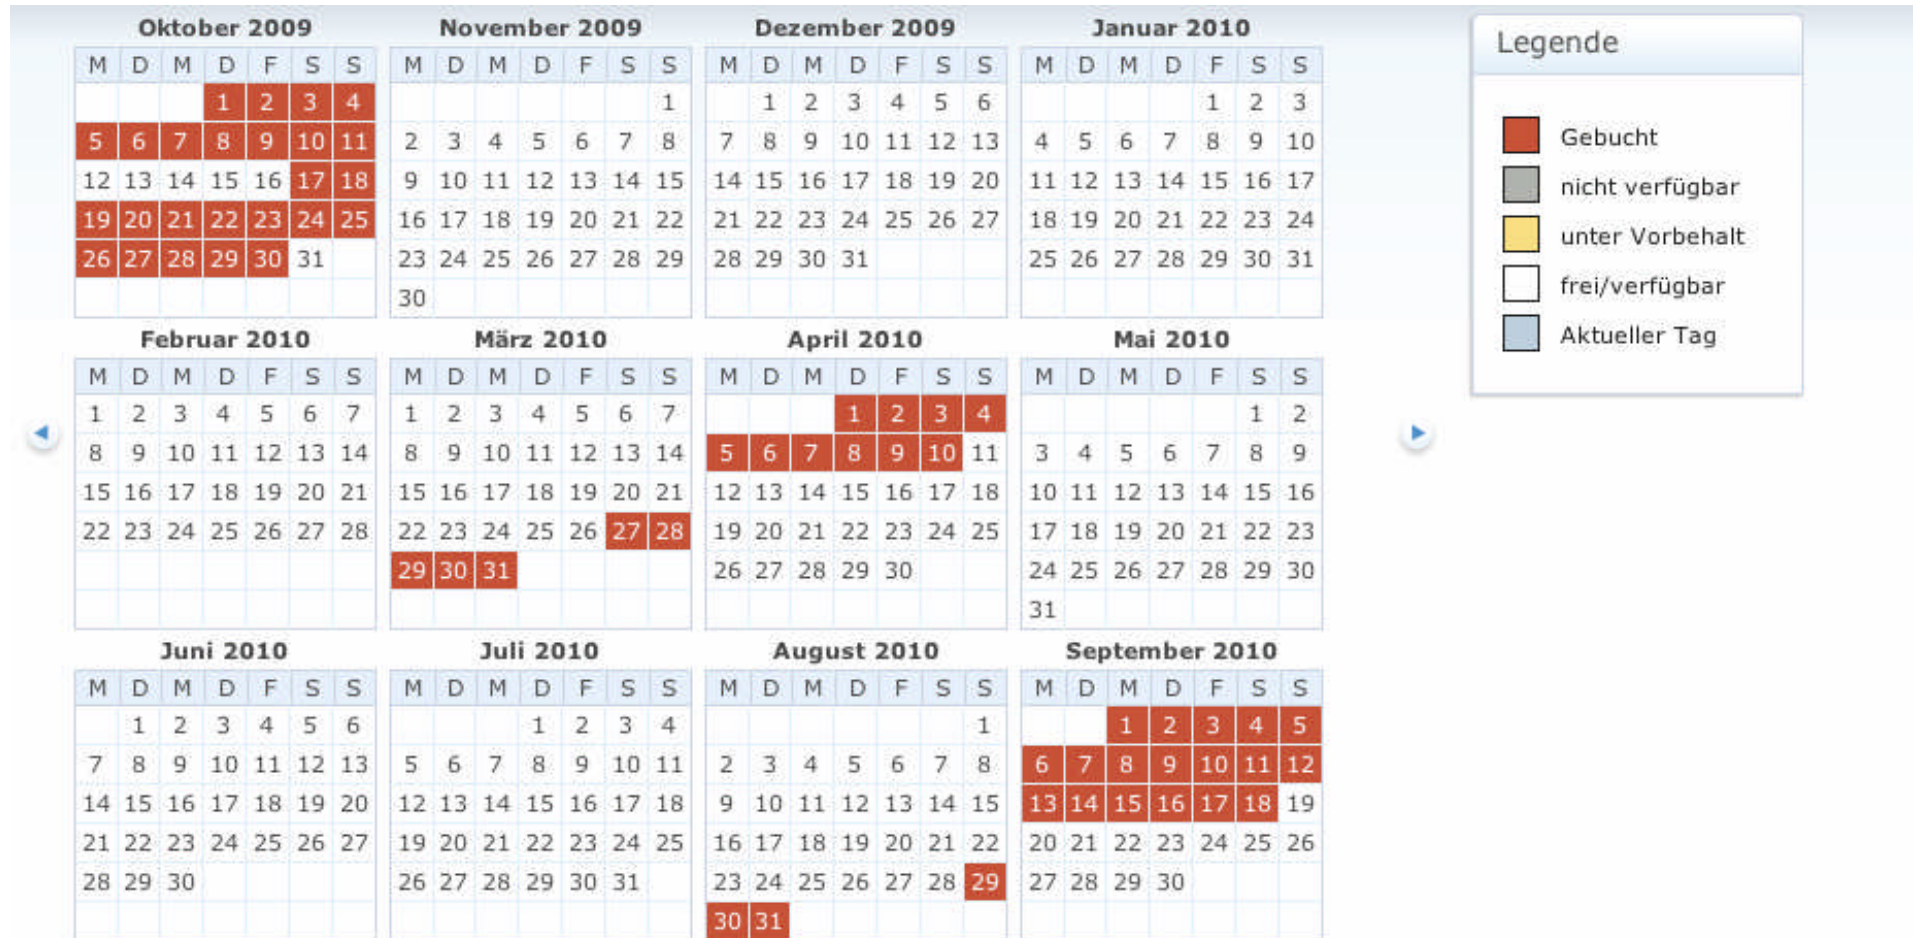 Oktober 2009
M D M D F S S
1 2 3 4
5 6 7 8 9 10 11
12 13 14 15 16 17 18
19 20 21 22 23 24 25
26 27 28 29 30 31
November 2009
M D M D F S S
1
2 3 4 5 6 7 8
9 10 11 12 13 14 15
16 17 18 19 20 21 22
23 24 25 26 27 28 29
30
Dezember 2009
M D M D F S S
1 2 3 4 5 6
7 8 9 10 11 12 13
14 15 16 17 18 19 20
21 22 23 24 25 26 27
28 29 30 31
Januar 2010
M D M D F S S
1 2 3
4 5 6 7 8 9 10
11 12 13 14 15 16 17
18 19 20 21 22 23 24
25 26 27 28 29 30 31
Februar 2010
M D M D F S S
1 2 3 4 5 6 7
8 9 10 11 12 13 14
15 16 17 18 19 20 21
22 23 24 25 26 27 28
März 2010
M D M D F S S
1 2 3 4 5 6 7
8 9 10 11 12 13 14
15 16 17 18 19 20 21
22 23 24 25 26 27 28
29 30 31
April 2010
M D M D F S S
1 2 3 4
5 6 7 8 9 10 11
12 13 14 15 16 17 18
19 20 21 22 23 24 25
26 27 28 29 30
Mai 2010
M D M D F S S
1 2
3 4 5 6 7 8 9
10 11 12 13 14 15 16
17 18 19 20 21 22 23
24 25 26 27 28 29 30
31
Juni 2010
M D M D F S S
1 2 3 4 5 6
7 8 9 10 11 12 13
14 15 16 17 18 19 20
21 22 23 24 25 26 27
28 29 30
Juli 2010
M D M D F S S
1 2 3 4
5 6 7 8 9 10 11
12 13 14 15 16 17 18
19 20 21 22 23 24 25
26 27 28 29 30 31
August 2010
M D M D F S S
1
2 3 4 5 6 7 8
9 10 11 12 13 14 15
16 17 18 19 20 21 22
23 24 25 26 27 28 29
30 31
September 2010
M D M D F S S
1 2 3 4 5
6 7 8 9 10 11 12
13 14 15 16 17 18 19
20 21 22 23 24 25 26
27 28 29 30
Legende
Gebucht
nicht verfügbar
unter Vorbehalt
frei/verfügbar
Aktueller Tag